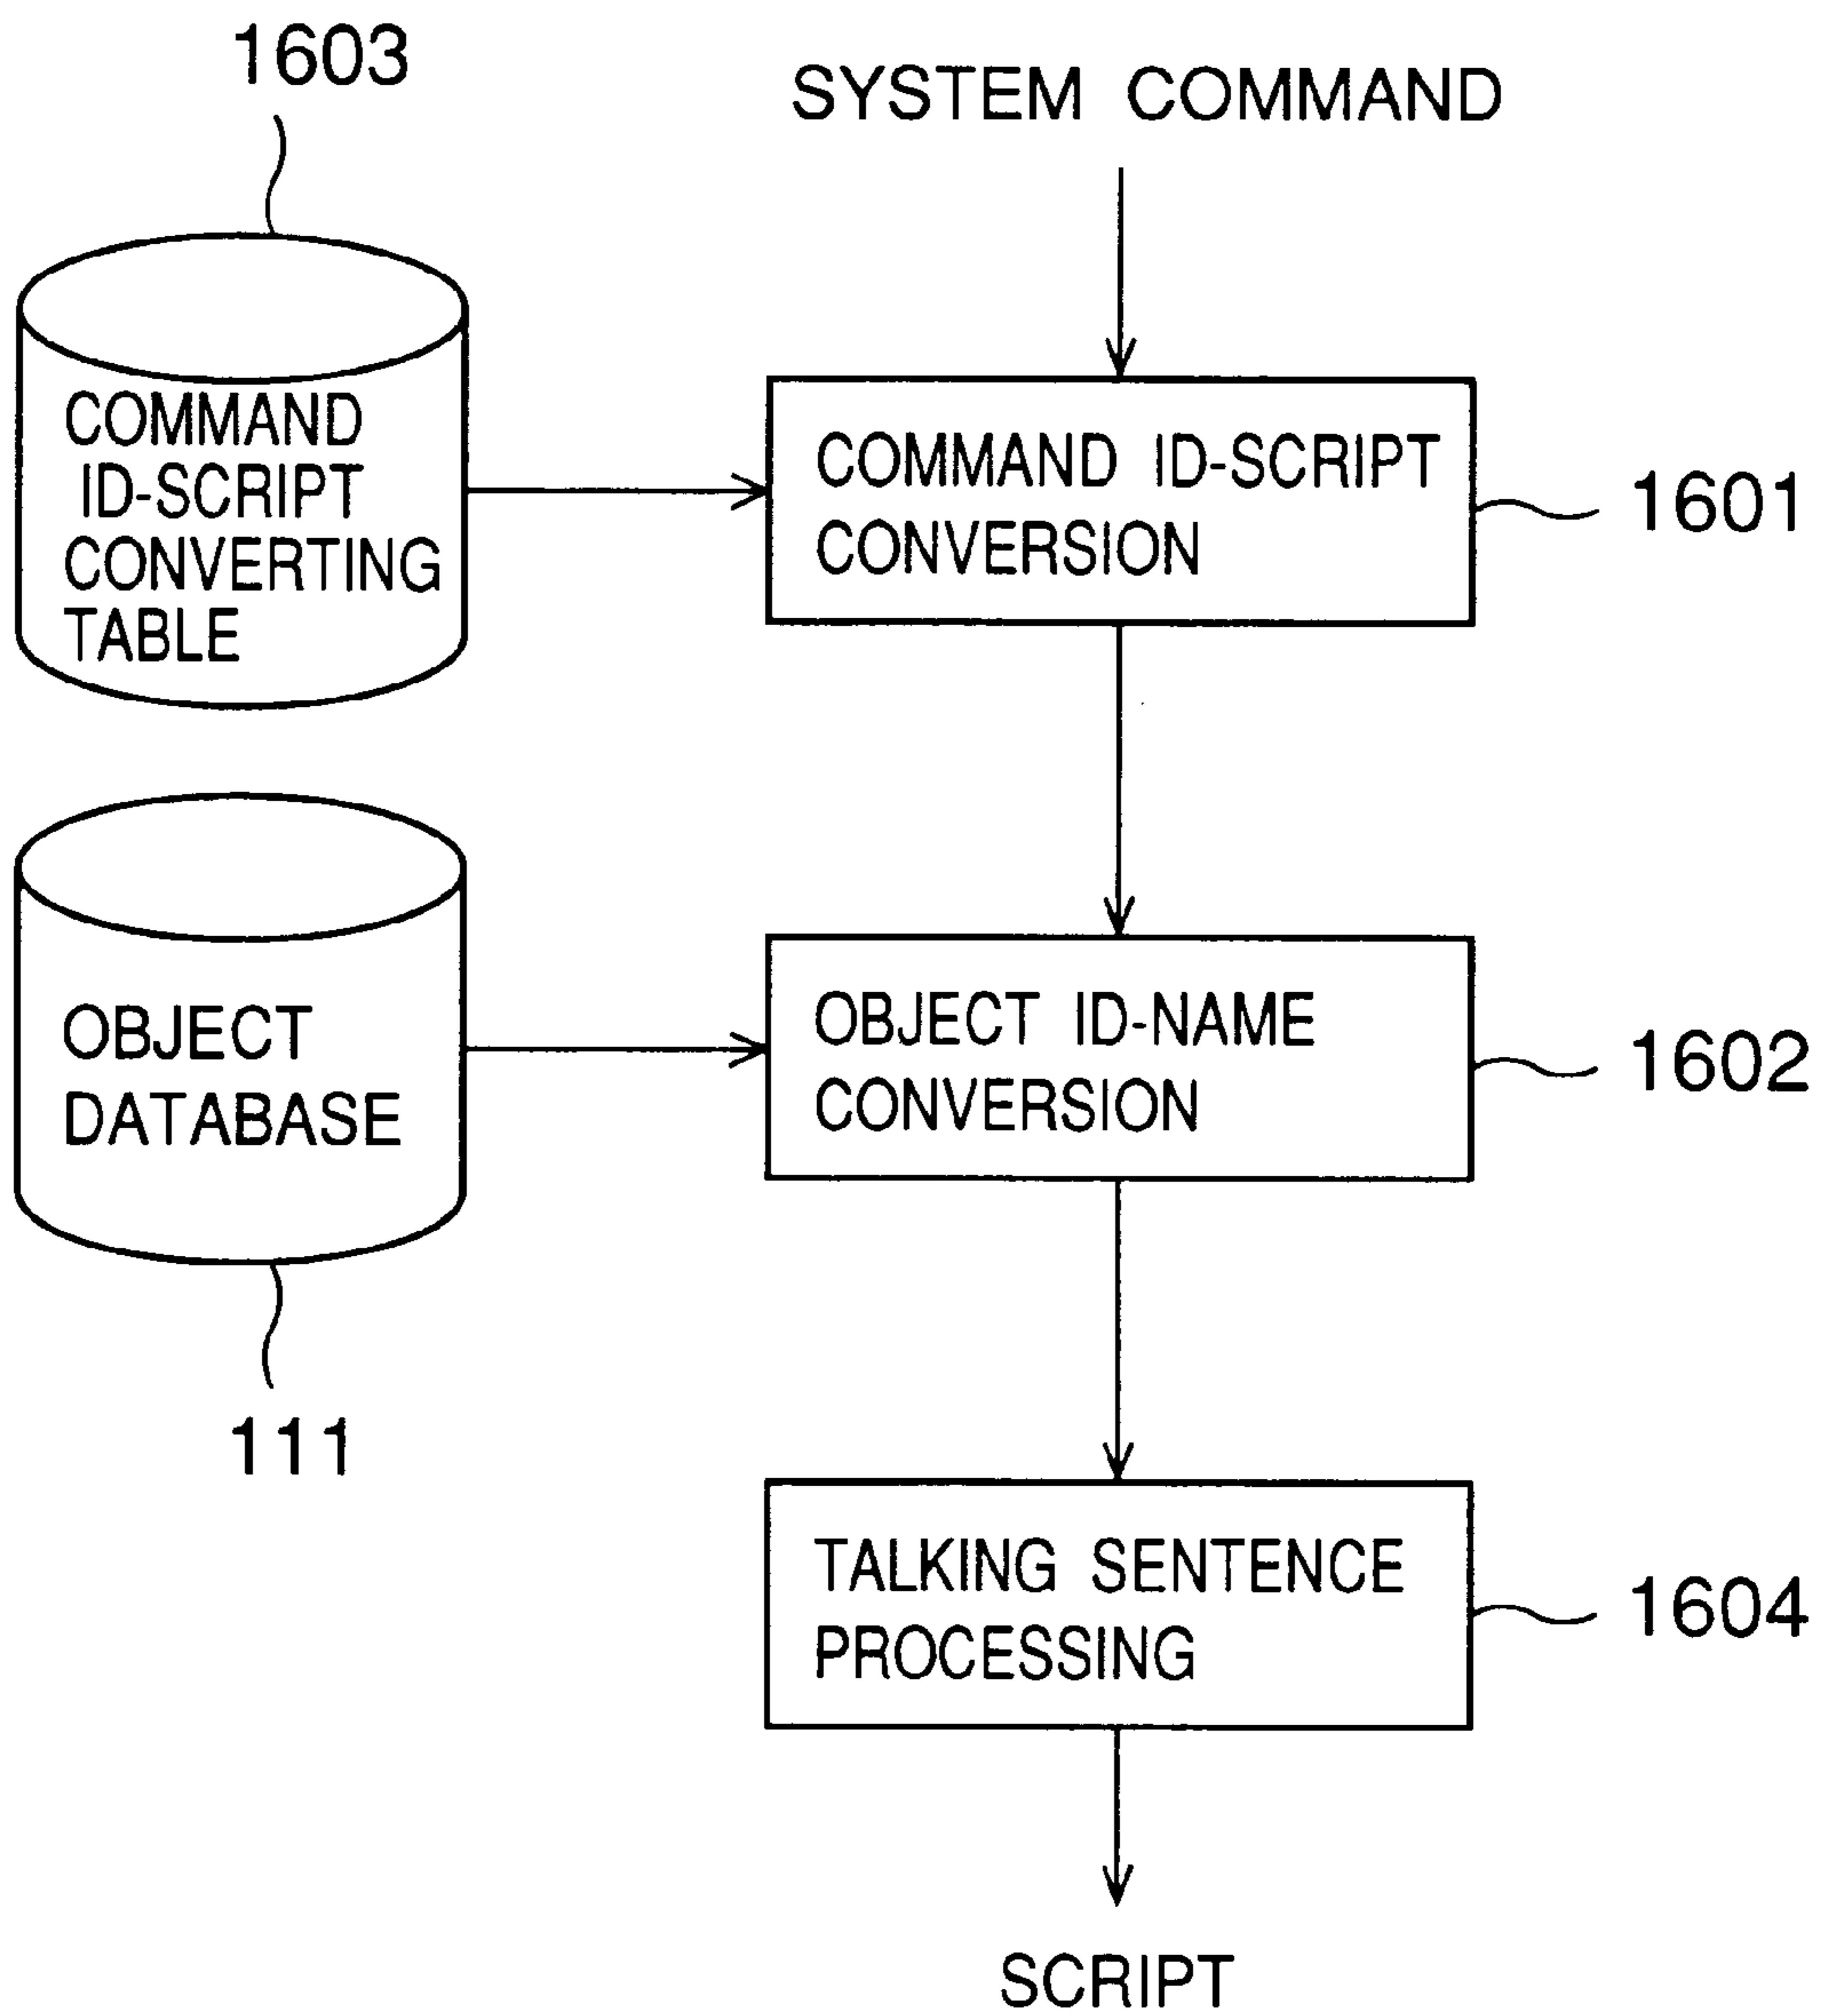 1603
SYSTEM COMMAND
COMMAND
ID-SCRIPT
CONVERTING
TABLE
COMMAND ID-SCRIPT
CONVERSION
1601
OBJECT
DATABASE
111
OBJECT ID-NAME
CONVERSION
1602
TALKING SENTENCE
PROCESSING
1604
SCRIPT